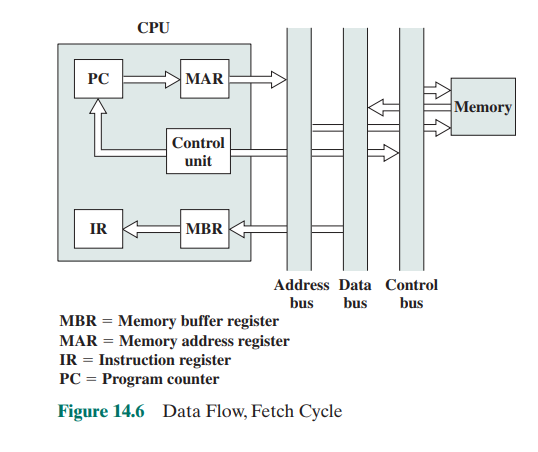 CPU
PC
MAR
Memory
Control
unit
IR
MBR
Address Data Control
bus bus bus
MBR = Memory buffer register
MAR = Memory address register
IR = Instruction register
PC = Program counter
Figure 14.6 Data Flow, Fetch Cycle